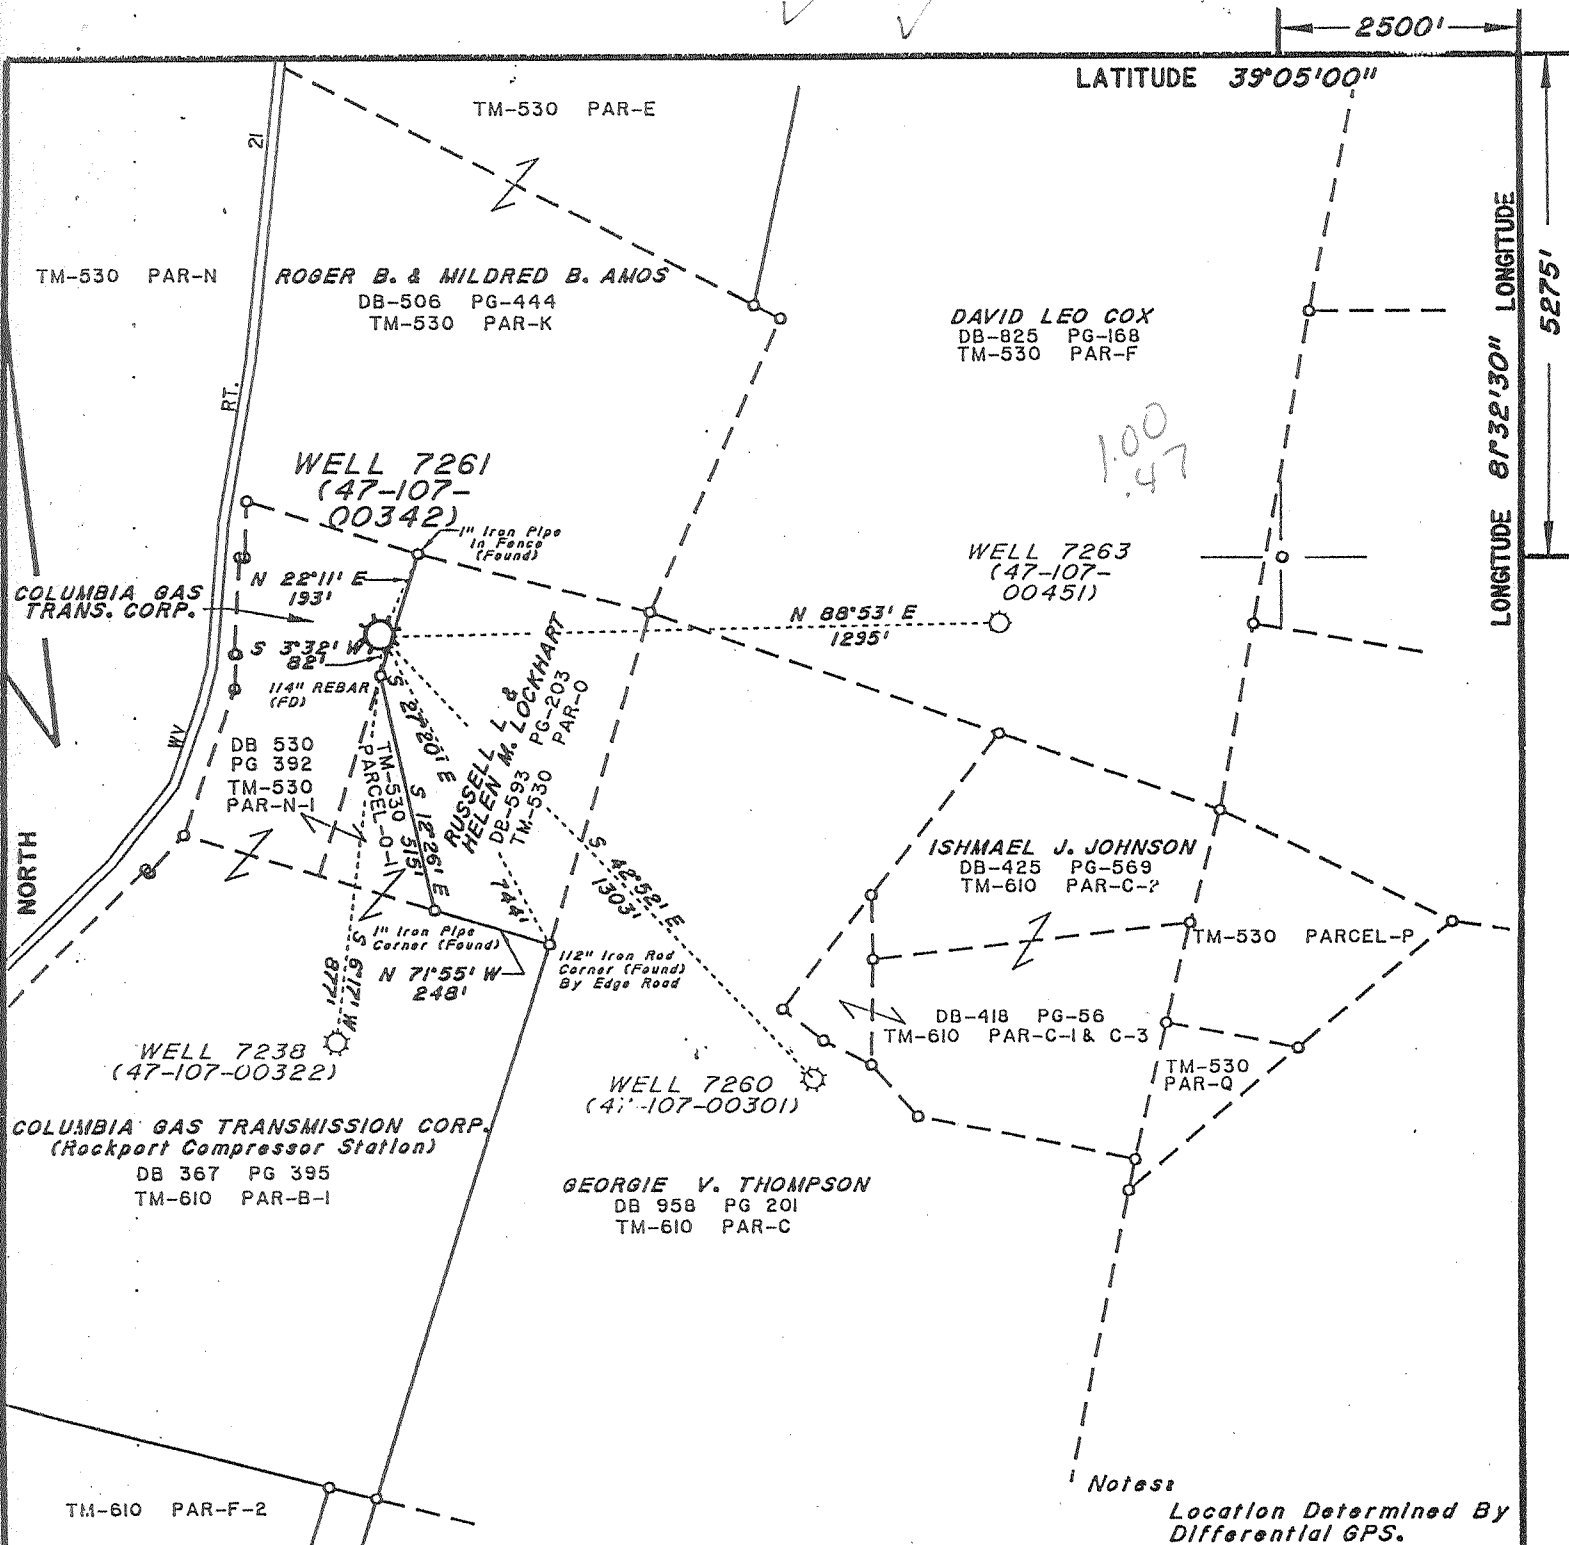 2500'
LATITUDE 39°05'00"
TM-530 PAR-E
21
5275'
LONGITUDE
LONGITUDE 81°32'30"
TM-530 PAR-N
ROGER B. & MILDRED B. AMOS
DB-506 PG-444
TM-530 PAR-K
DAVID LEO COX
DB-825 PG-168
TM-530 PAR-F
RT.
1.00
.47
WELL 7261
(47-107-
00342)
1" Iron Pipe
In Fence
(Found)
WELL 7263
(47-107-
00451)
N 22°11' E
193'
COLUMBIA GAS
TRANS. CORP.
N 88°53' E
1295'
S 3°32' W
82'
1/4" REBAR
(FD)
S 27°20' E
744'
RUSSELL L &
HELEN M. LOCKHART
DB-593 PG-203
TM-530 PAR-O
WV
DB 530
PG 392
TM-530
PAR-N-1
TM-530
PARCEL-O-1
S 12°26' E
515'
S 42°52' E
1303'
NORTH
ISHMAEL J. JOHNSON
DB-425 PG-569
TM-610 PAR-C-2
TM-530 PARCEL-P
1" Iron Pipe
Corner (Found)
N 71°55' W
248'
1/2" Iron Rod
Corner (Found)
By Edge Road
S 6°17' W
877'
DB-418 PG-56
TM-610 PAR-C-1 & C-3
WELL 7238
(47-107-00322)
WELL 7260
(47-107-00301)
TM-530
PAR-Q
COLUMBIA GAS TRANSMISSION CORP.
(Rockport Compressor Station)
DB 367 PG 395
TM-610 PAR-B-1
GEORGIE V. THOMPSON
DB 958 PG 201
TM-610 PAR-C
TM-610 PAR-F-2
Notes:
Location Determined By
Differential GPS.